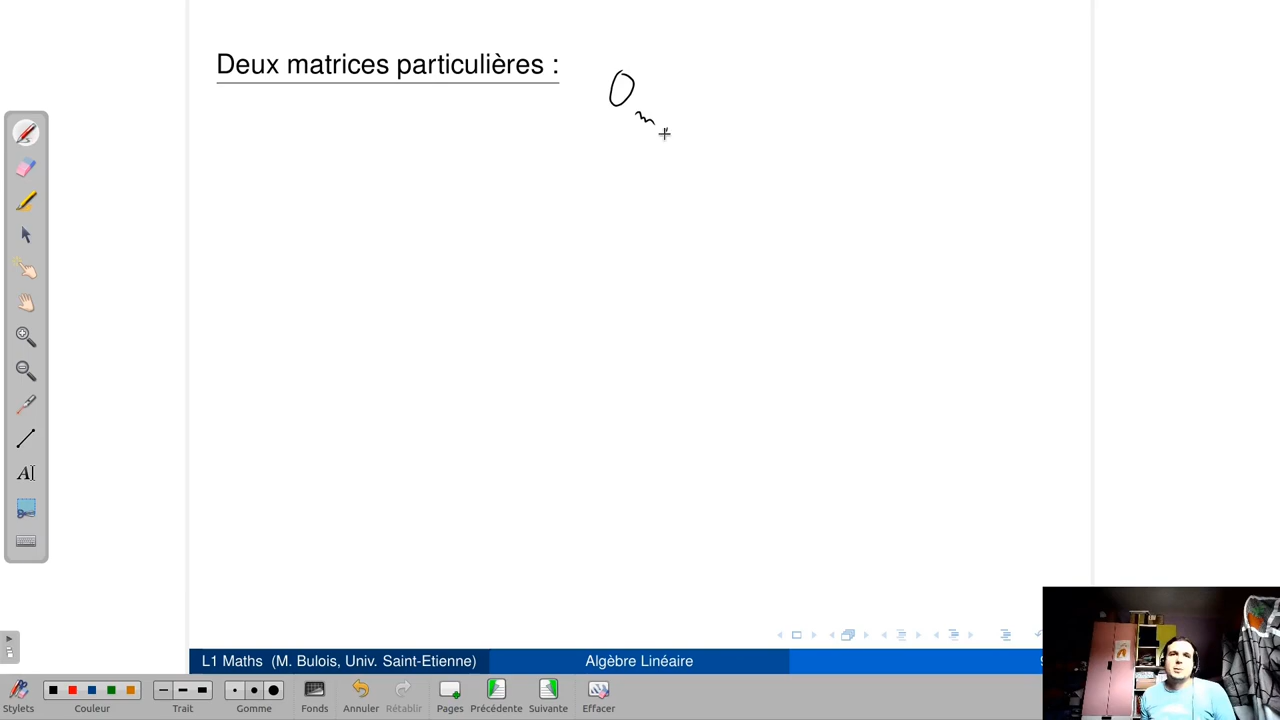 Deux matrices particulières :
0 m
L1 Maths (M. Bulois, Univ. Saint-Etienne)
Algèbre Linéaire
Stylets
Couleur
Trait
Gomme
Fonds
Annuler
Rétablir
Pages
Précédente
Suivante
Effacer